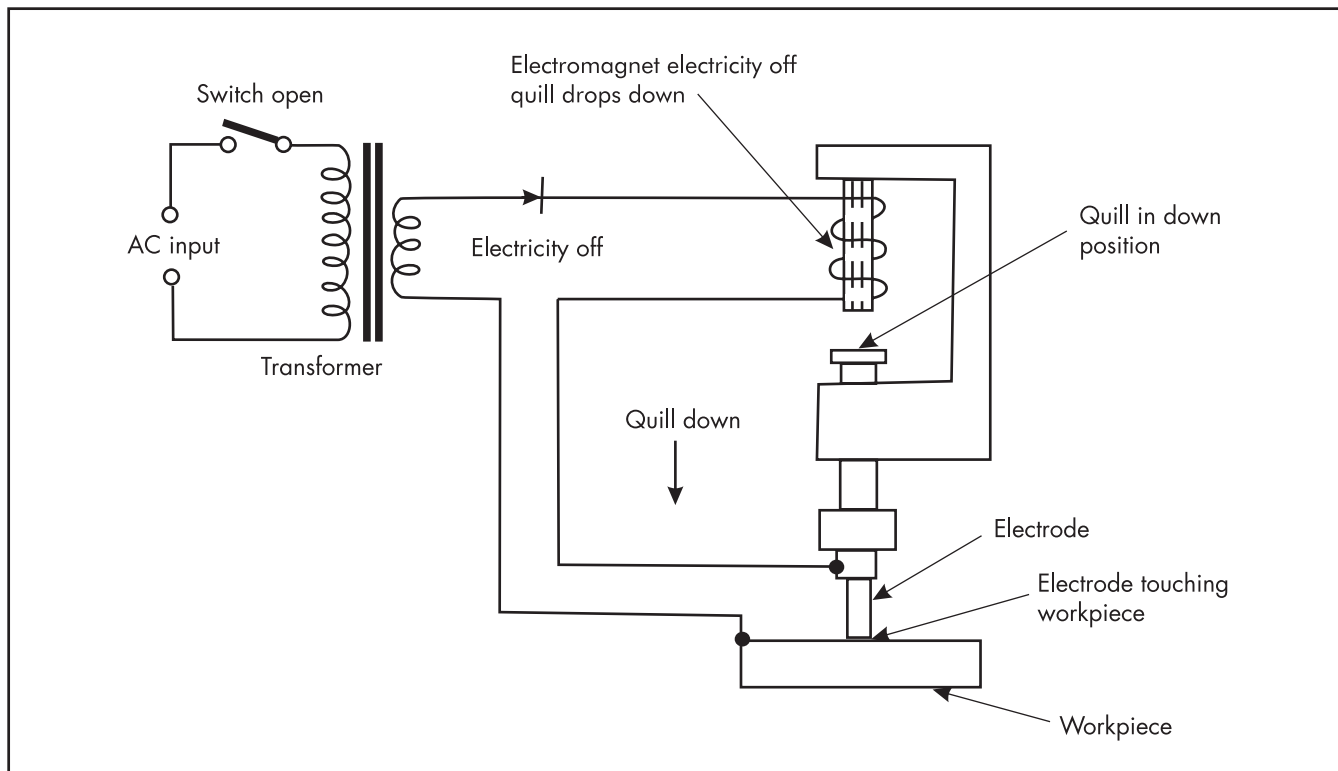 Electromagnet electricity off
quill drops down
Switch open
Quill in down
position
AC input
Electricity off
Transformer
Quill down
Electrode
Electrode touching
workpiece
Workpiece